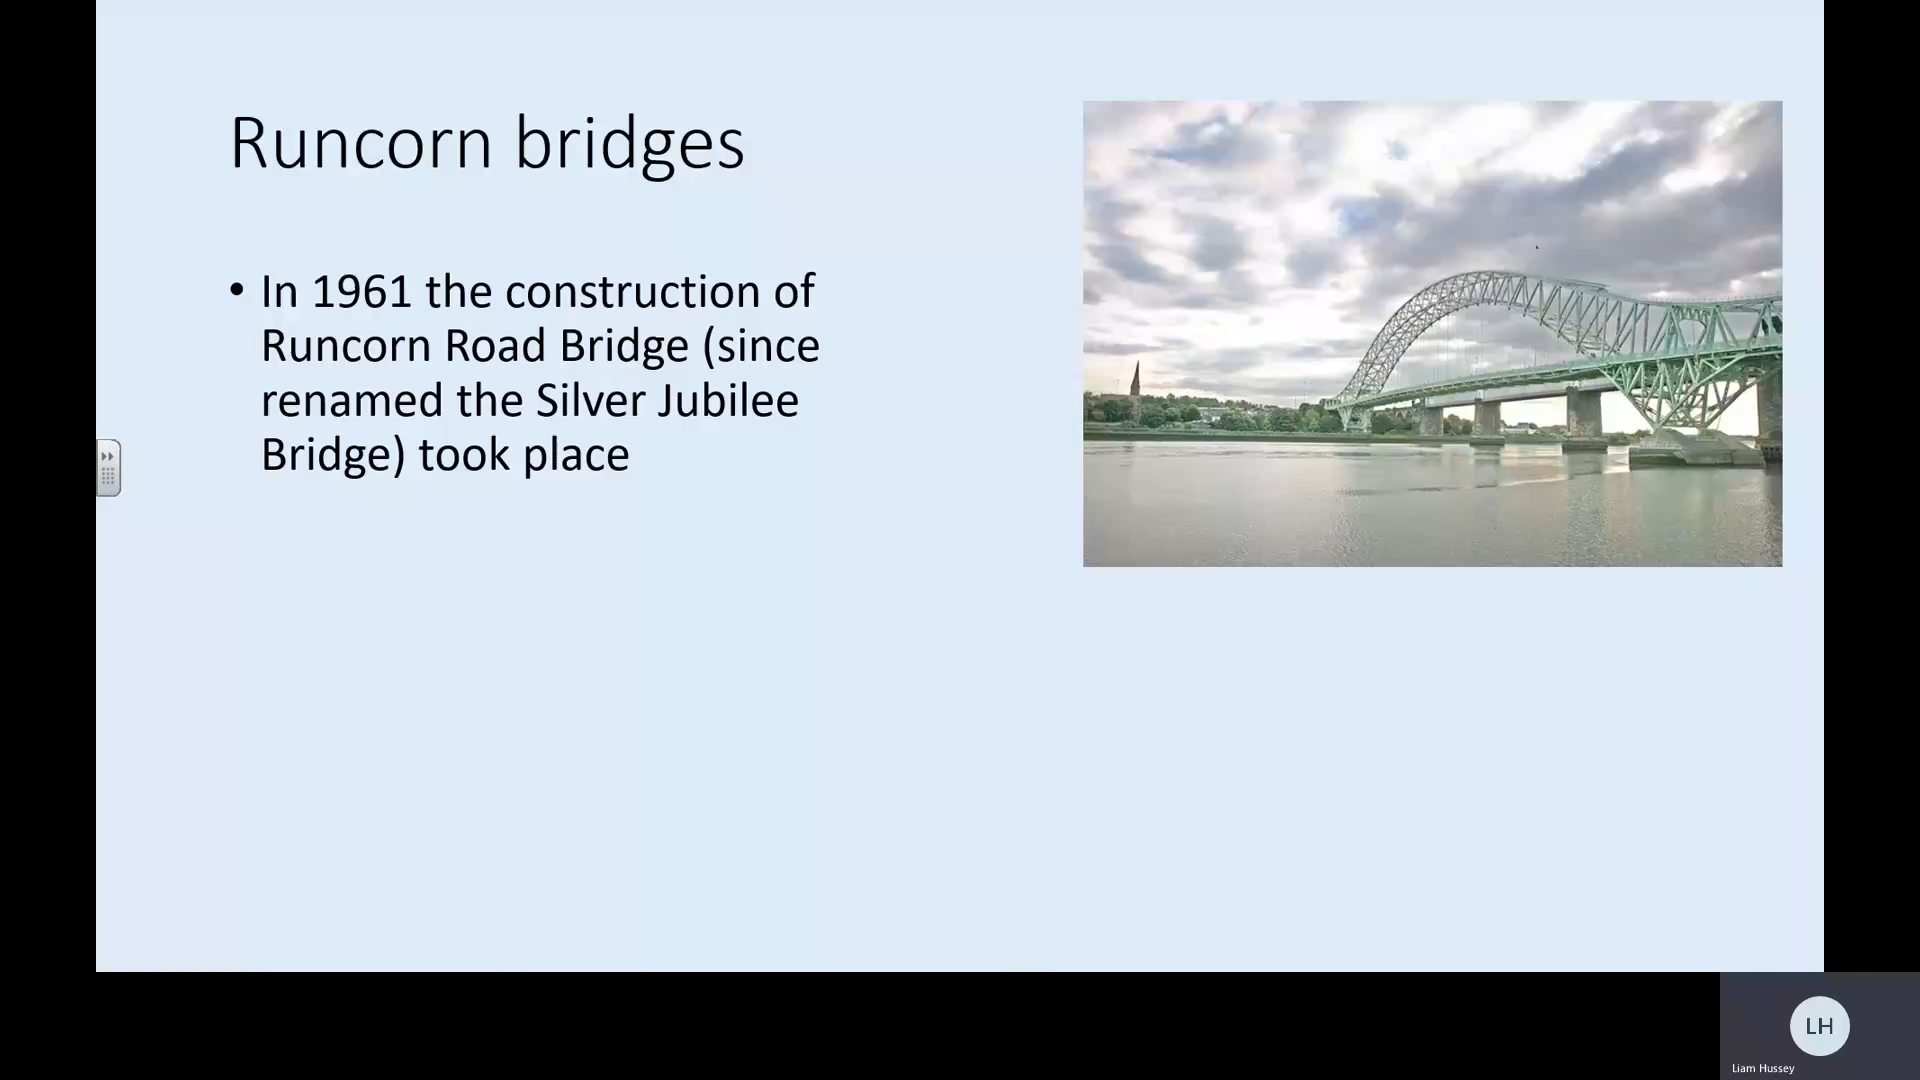 Runcorn bridges
• In 1961 the construction of
Runcorn Road Bridge (since
renamed the Silver Jubilee
Bridge) took place
LH
Liam Hussey